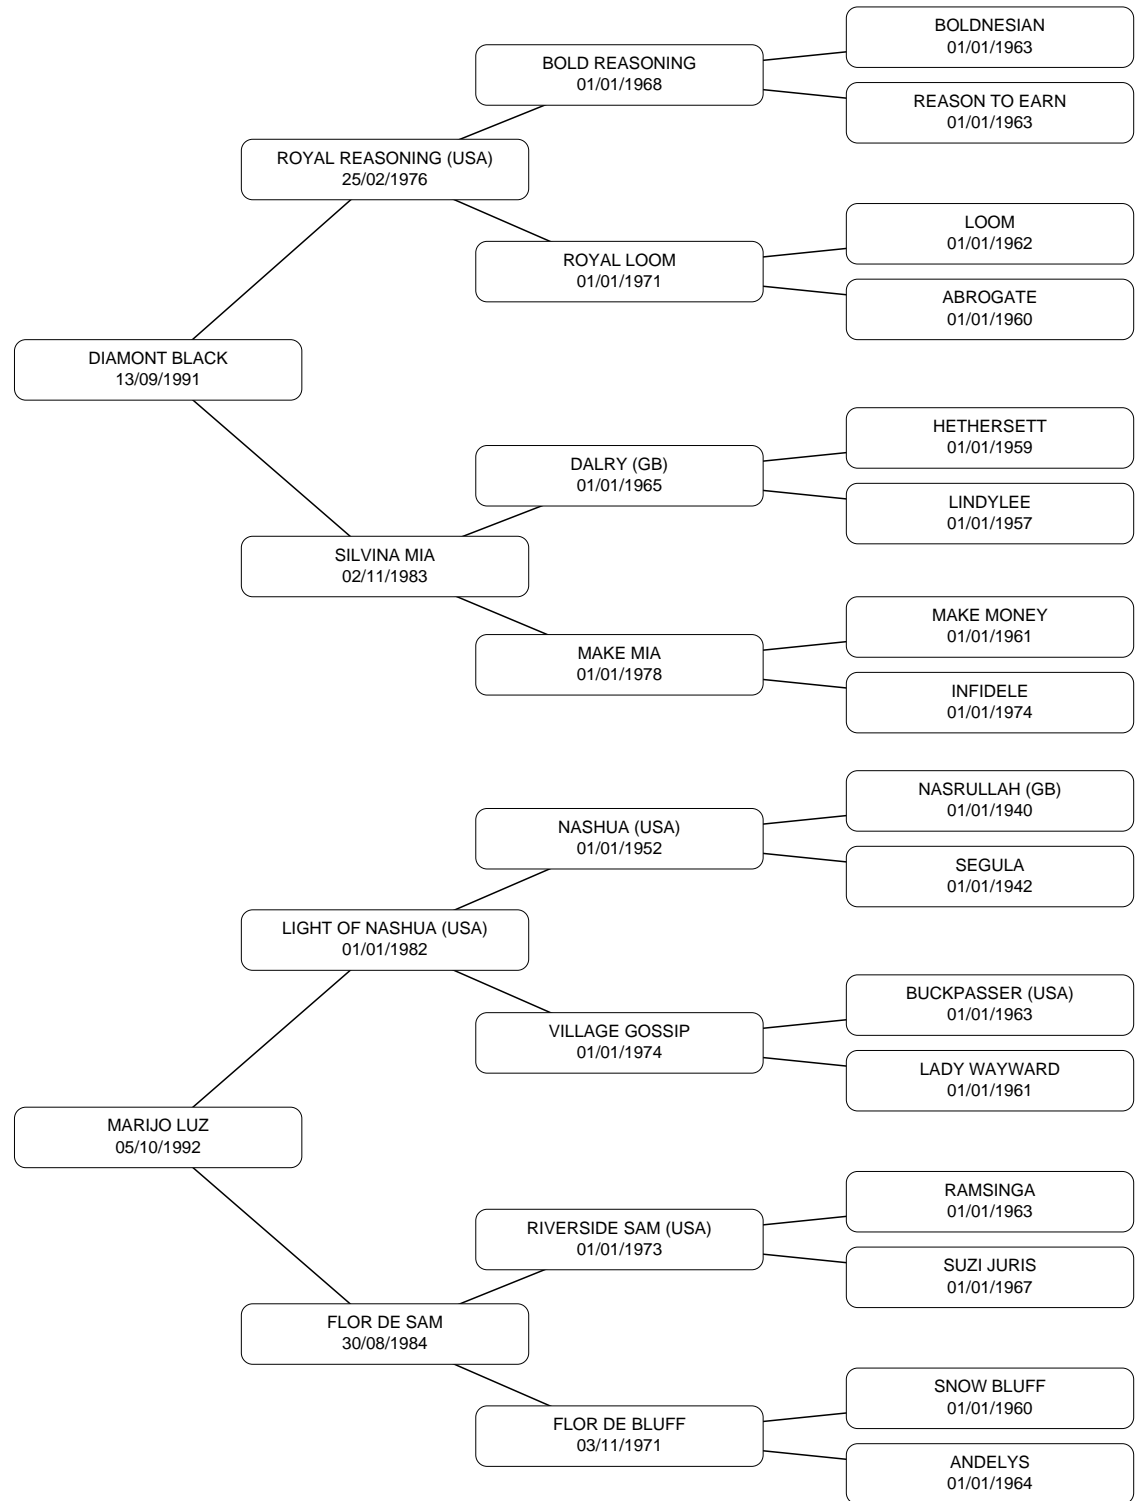 BOLDNESIAN
01/01/1963
BOLD REASONING
01/01/1968
REASON TO EARN
01/01/1963
ROYAL REASONING (USA)
25/02/1976
LOOM
01/01/1962
ROYAL LOOM
01/01/1971
ABROGATE
01/01/1960
DIAMONT BLACK
13/09/1991
HETHERSETT
01/01/1959
DALRY (GB)
01/01/1965
LINDYLEE
01/01/1957
SILVINA MIA
02/11/1983
MAKE MONEY
01/01/1961
MAKE MIA
01/01/1978
INFIDELE
01/01/1974
NASRULLAH (GB)
01/01/1940
NASHUA (USA)
01/01/1952
SEGULA
01/01/1942
LIGHT OF NASHUA (USA)
01/01/1982
BUCKPASSER (USA)
01/01/1963
VILLAGE GOSSIP
01/01/1974
LADY WAYWARD
01/01/1961
MARIJO LUZ
05/10/1992
RAMSINGA
01/01/1963
RIVERSIDE SAM (USA)
01/01/1973
SUZI JURIS
01/01/1967
FLOR DE SAM
30/08/1984
SNOW BLUFF
01/01/1960
FLOR DE BLUFF
03/11/1971
ANDELYS
01/01/1964